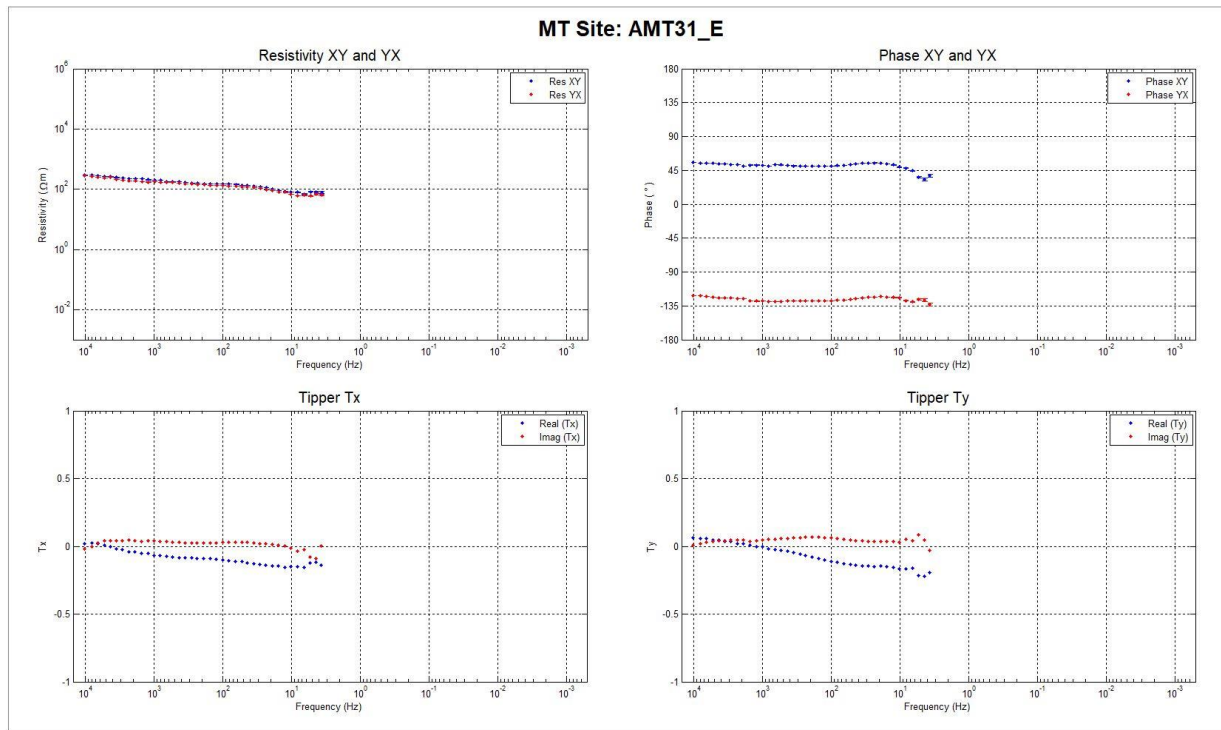 MT Site: AMT31_E
Resistivity XY and YX
10^6
10^4
10^2
10^0
10^-2
Resistivity (Ωm)
Res XY
Res YX
10^4 10^3 10^2 10^1 10^0 10^-1 10^-2 10^-3
Frequency (Hz)
Phase XY and YX
180
135
90
45
0
-45
-90
-135
-180
Phase (°)
Phase XY
Phase YX
10^4 10^3 10^2 10^1 10^0 10^-1 10^-2 10^-3
Frequency (Hz)
Tipper Tx
1
0.5
0
-0.5
-1
Tx
Real (Tx)
Imag (Tx)
10^4 10^3 10^2 10^1 10^0 10^-1 10^-2 10^-3
Frequency (Hz)
Tipper Ty
1
0.5
0
-0.5
-1
Ty
Real (Ty)
Imag (Ty)
10^4 10^3 10^2 10^1 10^0 10^-1 10^-2 10^-3
Frequency (Hz)